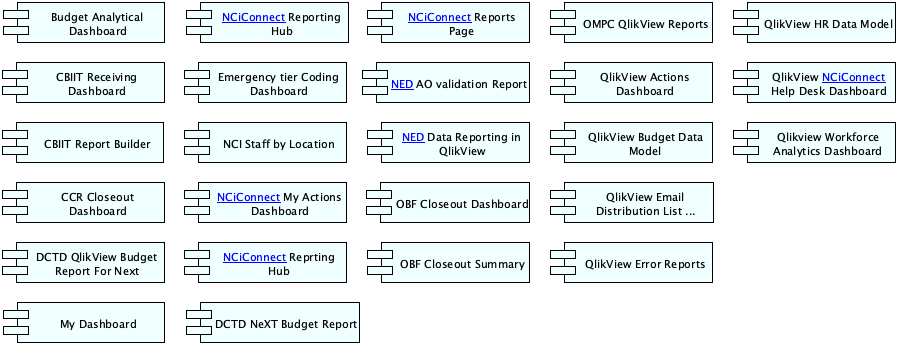 Budget Analytical
Dashboard
NCiConnect Reporting
Hub
NCiConnect Reports
Page
OMPC QlikView Reports
QlikView HR Data Model
CBIIT Receiving
Dashboard
Emergency tier Coding
Dashboard
NED AO validation Report
QlikView Actions
Dashboard
QlikView NCiConnect
Help Desk Dashboard
CBIIT Report Builder
NCI Staff by Location
NED Data Reporting in
QlikView
QlikView Budget Data
Model
Qlikview Workforce
Analytics Dashboard
CCR Closeout
Dashboard
NCiConnect My Actions
Dashboard
OBF Closeout Dashboard
QlikView Email
Distribution List ...
DCTD QlikView Budget
Report For Next
NCiConnect Reprting
Hub
OBF Closeout Summary
QlikView Error Reports
My Dashboard
DCTD NeXT Budget Report